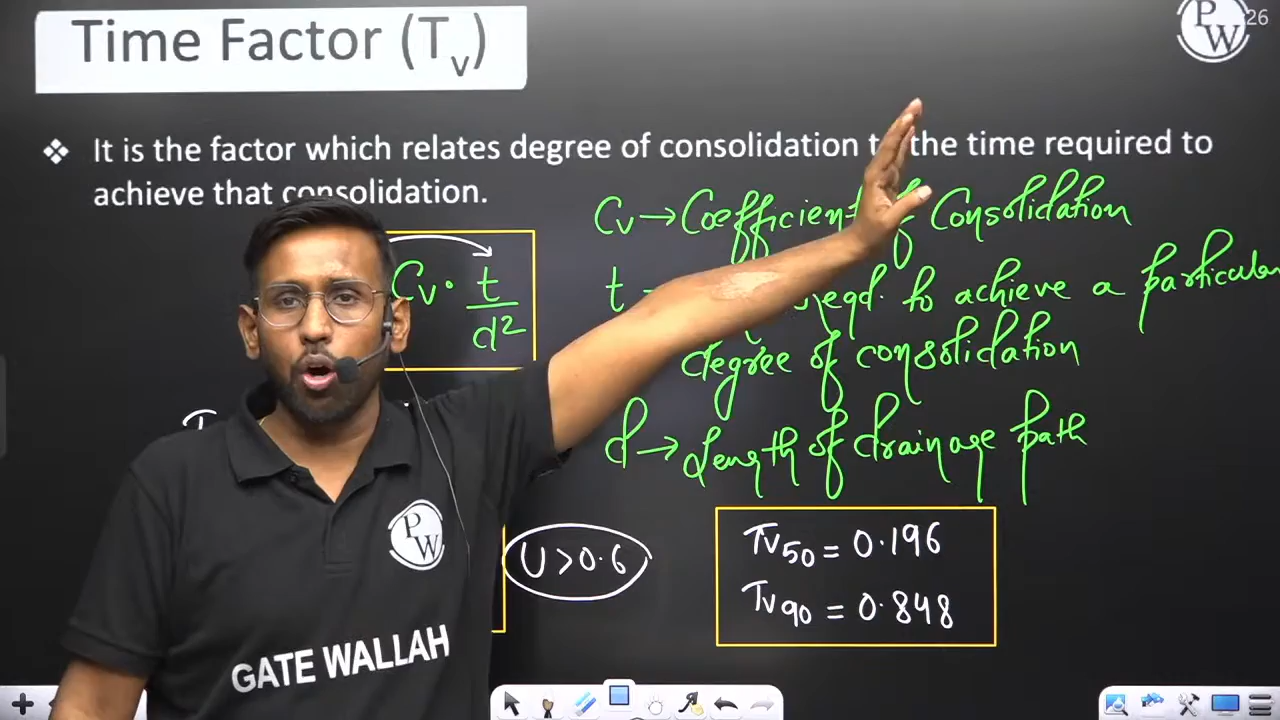 Time Factor (Tv)
PW
26
❖ It is the factor which relates degree of consolidation to the time required to
achieve that consolidation.
Cv → Coefficient of Consolidation
Cv · t/d²
t → reqd. to achieve a particular
degree of consolidation
d → Length of drainage path
U > 0.6
Tv50 = 0.196
Tv90 = 0.848
PW
GATE WALLAH